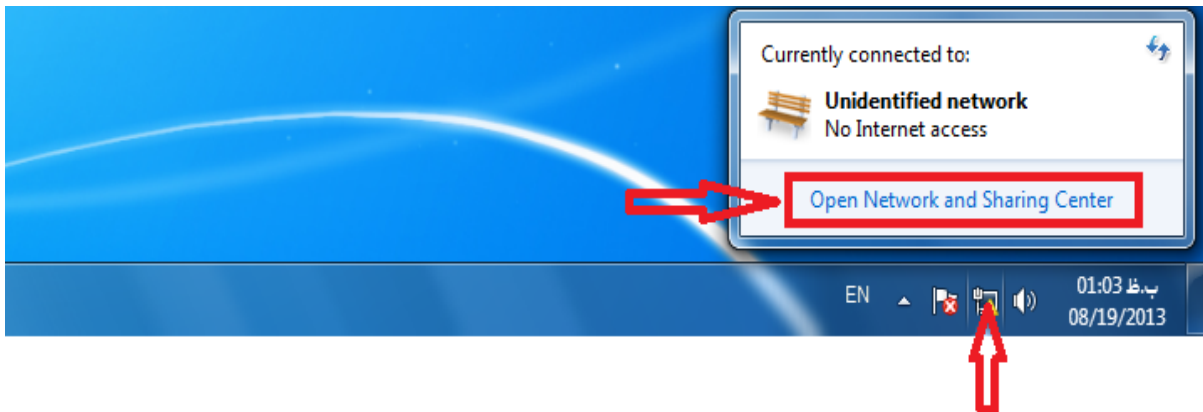 Currently connected to:
Unidentified network
No Internet access
Open Network and Sharing Center
EN
01:03 ب.ظ
08/19/2013